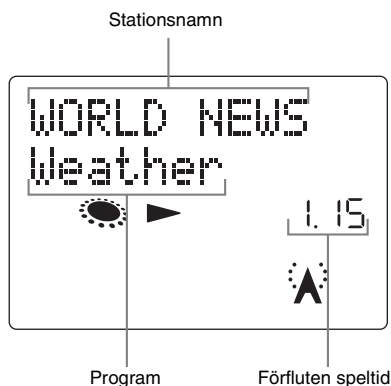 Stationsnamn
WORLD NEWS
Weather
1.15
A
Program Förfluten speltid